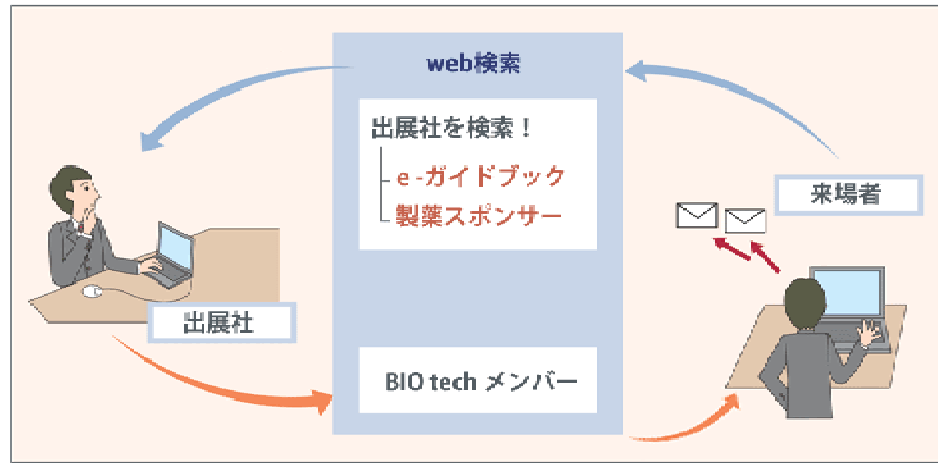 web検索
出展社を検索！
e -ガイドブック
製薬スポンサー
来場者
出展社
BIO tech メンバー